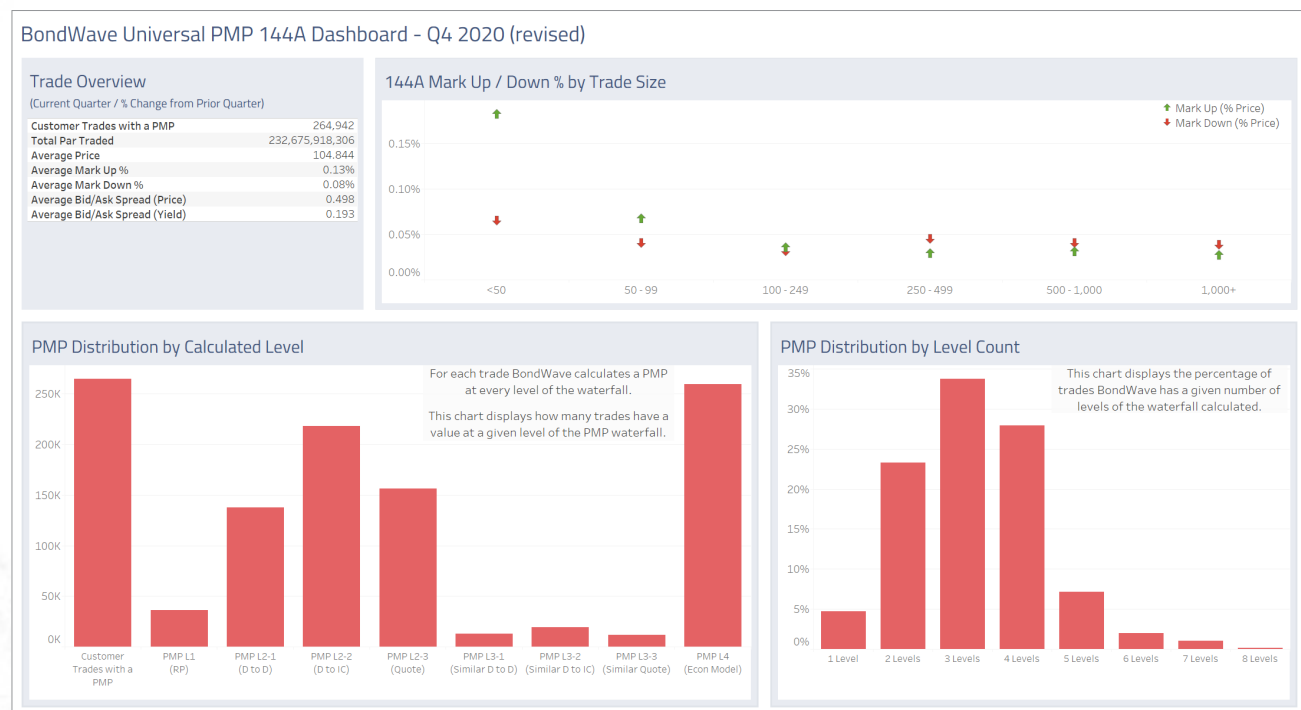 BondWave Universal PMP 144A Dashboard - Q4 2020 (revised)
Trade Overview
(Current Quarter / % Change from Prior Quarter)
Customer Trades with a PMP 264,942
Total Par Traded 232,675,918,306
Average Price 104.844
Average Mark Up % 0.13%
Average Mark Down % 0.08%
Average Bid/Ask Spread (Price) 0.498
Average Bid/Ask Spread (Yield) 0.193
144A Mark Up / Down % by Trade Size
Mark Up (% Price)
Mark Down (% Price)
0.15%
0.10%
0.05%
0.00%
<50 50 - 99 100 - 249 250 - 499 500 - 1,000 1,000+
PMP Distribution by Calculated Level
For each trade BondWave calculates a PMP
at every level of the waterfall.
This chart displays how many trades have a
value at a given level of the PMP waterfall.
250K
200K
150K
100K
50K
0K
Customer PMP L1 PMP L2-1 PMP L2-2 PMP L2-3 PMP L3-1 PMP L3-2 PMP L3-3 PMP L4
Trades with a (RP) (D to D) (D to IC) (Quote) (Similar D to D) (Similar D to IC) (Similar Quote) (Econ Model)
PMP
PMP Distribution by Level Count
This chart displays the percentage of
trades BondWave has a given number of
levels of the waterfall calculated.
35%
30%
25%
20%
15%
10%
5%
0%
1 Level 2 Levels 3 Levels 4 Levels 5 Levels 6 Levels 7 Levels 8 Levels